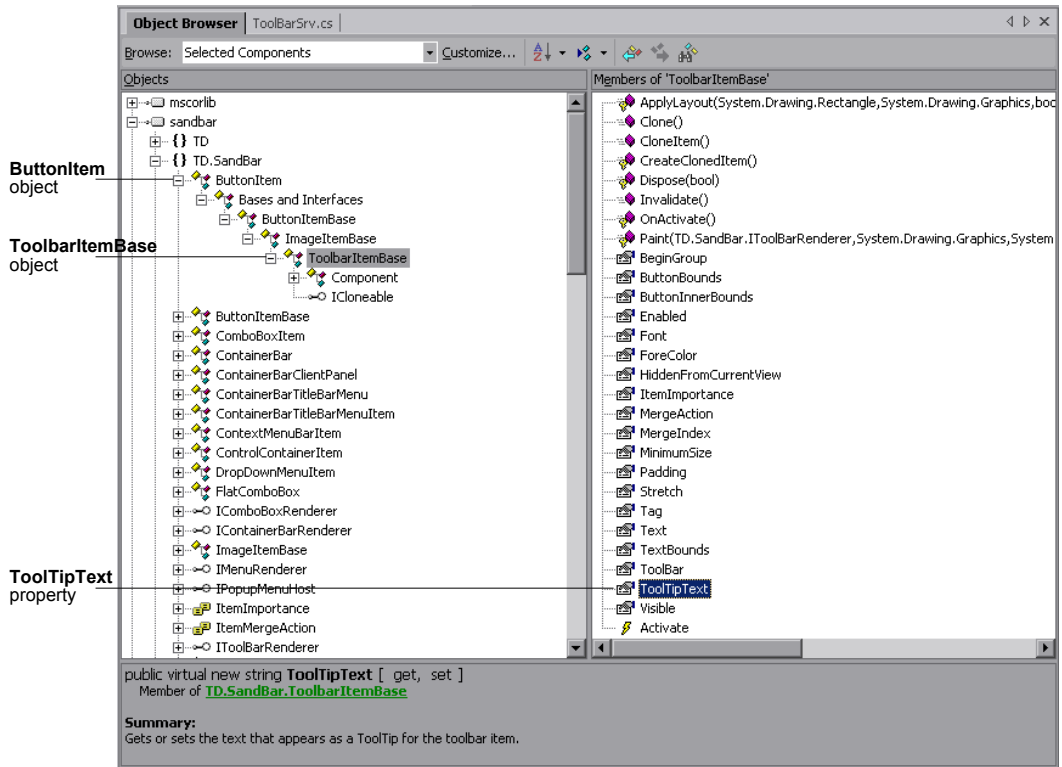 Object Browser ToolBarSrv.cs
Browse: Selected Components Customize...
Objects
mscorlib
sandbar
TD
TD.SandBar
ButtonItem
Bases and Interfaces
ButtonItemBase
ImageItemBase
ToolbarItemBase
Component
ICloneable
ButtonItemBase
ComboBoxItem
ContainerBar
ContainerBarClientPanel
ContainerBarTitleBarMenu
ContainerBarTitleBarMenuItem
ContextMenuBarItem
ControlContainerItem
DropDownMenuItem
FlatComboBox
IComboBoxRenderer
IContainerBarRenderer
ImageItemBase
IMenuRenderer
IPopupMenuHost
ItemImportance
ItemMergeAction
IToolBarRenderer
Members of 'ToolbarItemBase'
ApplyLayout(System.Drawing.Rectangle,System.Drawing.Graphics,boo
Clone()
CloneItem()
CreateClonedItem()
Dispose(bool)
Invalidate()
OnActivate()
Paint(TD.SandBar.IToolBarRenderer,System.Drawing.Graphics,System
BeginGroup
ButtonBounds
ButtonInnerBounds
Enabled
Font
ForeColor
HiddenFromCurrentView
ItemImportance
MergeAction
MergeIndex
MinimumSize
Padding
Stretch
Tag
Text
TextBounds
ToolBar
ToolTipText
Visible
Activate
ButtonItem
object
ToolbarItemBase
object
ToolTipText
property
public virtual new string ToolTipText [ get, set ]
Member of TD.SandBar.ToolbarItemBase
Summary:
Gets or sets the text that appears as a ToolTip for the toolbar item.